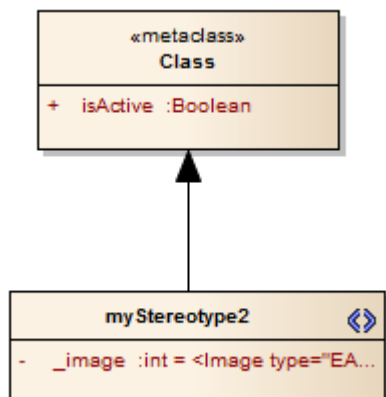 «metaclass»
Class
+ isActive :Boolean
myStereotype2
- _image :int = <Image type="EA...